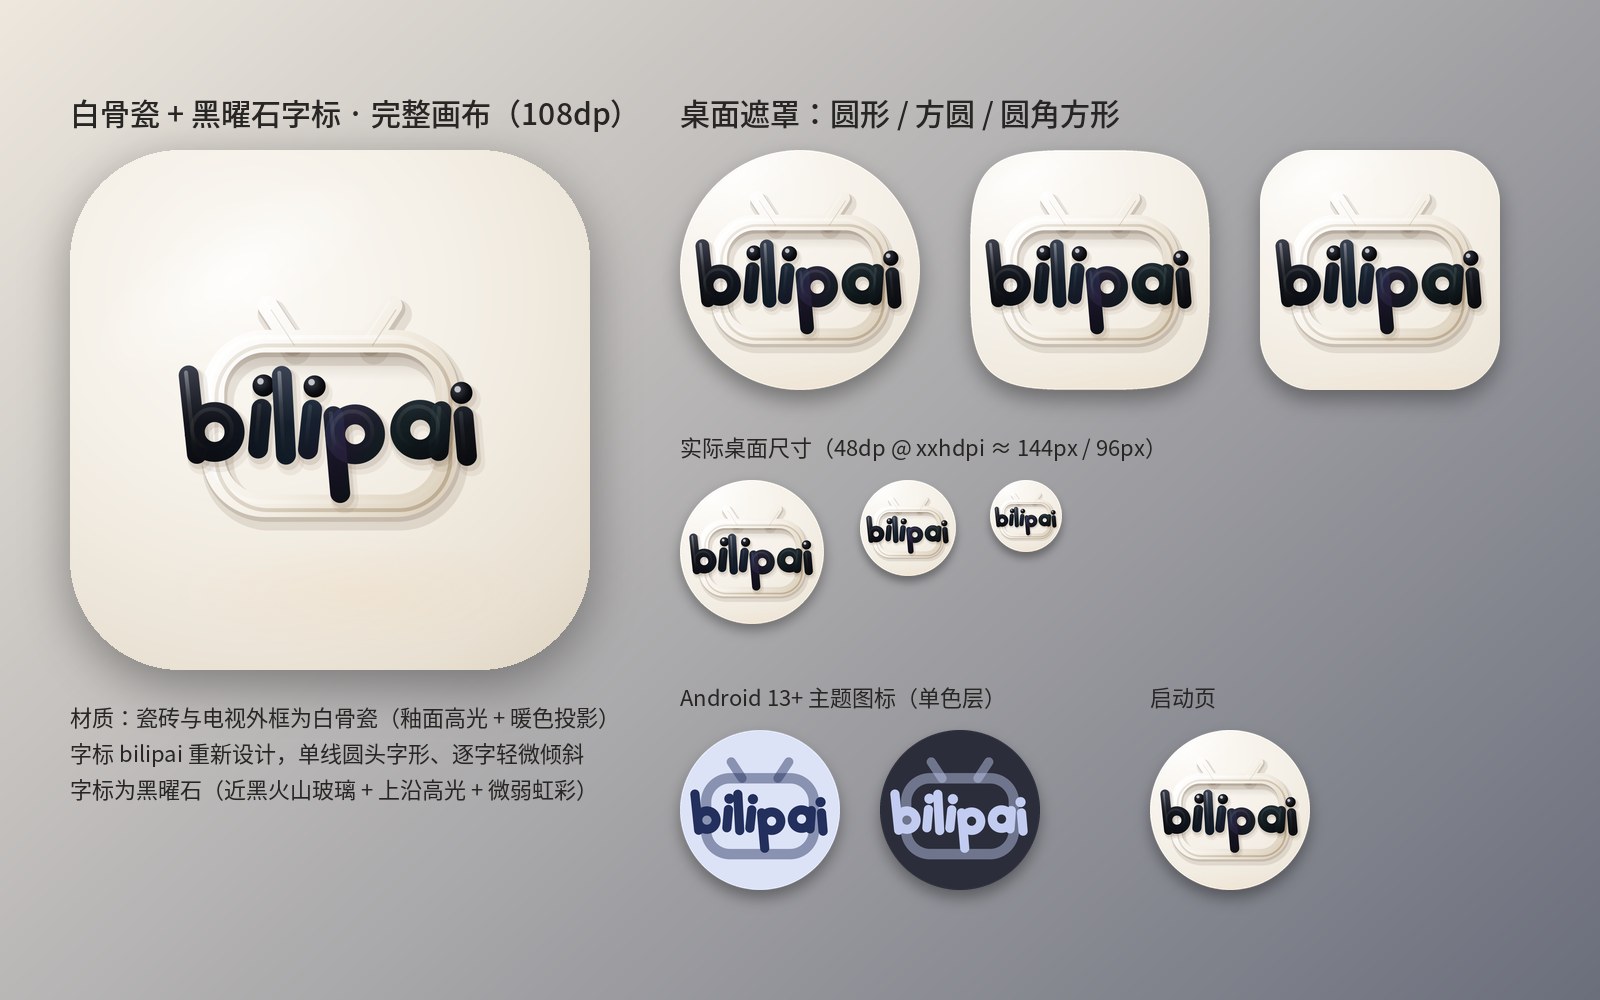 白骨瓷 + 黑曜石字标 · 完整画布（108dp）
bilipai
材质：瓷砖与电视外框为白骨瓷（釉面高光 + 暖色投影）
字标 bilipai 重新设计，单线圆头字形、逐字轻微倾斜
字标为黑曜石（近黑火山玻璃 + 上沿高光 + 微弱虹彩）
桌面遮罩：圆形 / 方圆 / 圆角方形
bilipai
bilipai
bilipai
实际桌面尺寸（48dp @ xxhdpi ≈ 144px / 96px）
bilipai
bilipai
bilipai
Android 13+ 主题图标（单色层）
bilipai
bilipai
启动页
bilipai